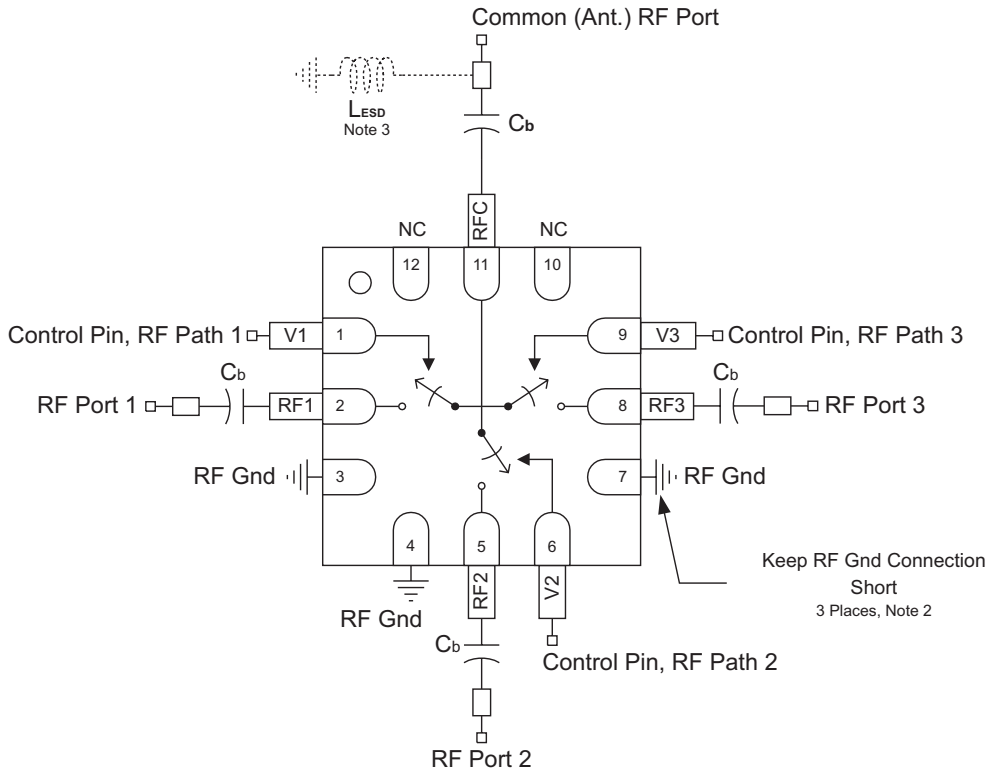 Common (Ant.) RF Port
LESD
Note 3
Cb
RFC
NC
NC
12
11
10
Control Pin, RF Path 1
V1
1
9
V3
Control Pin, RF Path 3
Cb
Cb
RF Port 1
RF1
2
8
RF3
RF Port 3
RF Gnd
3
7
RF Gnd
4
5
6
Keep RF Gnd Connection
Short
3 Places, Note 2
RF Gnd
RF2
V2
Cb
Control Pin, RF Path 2
RF Port 2